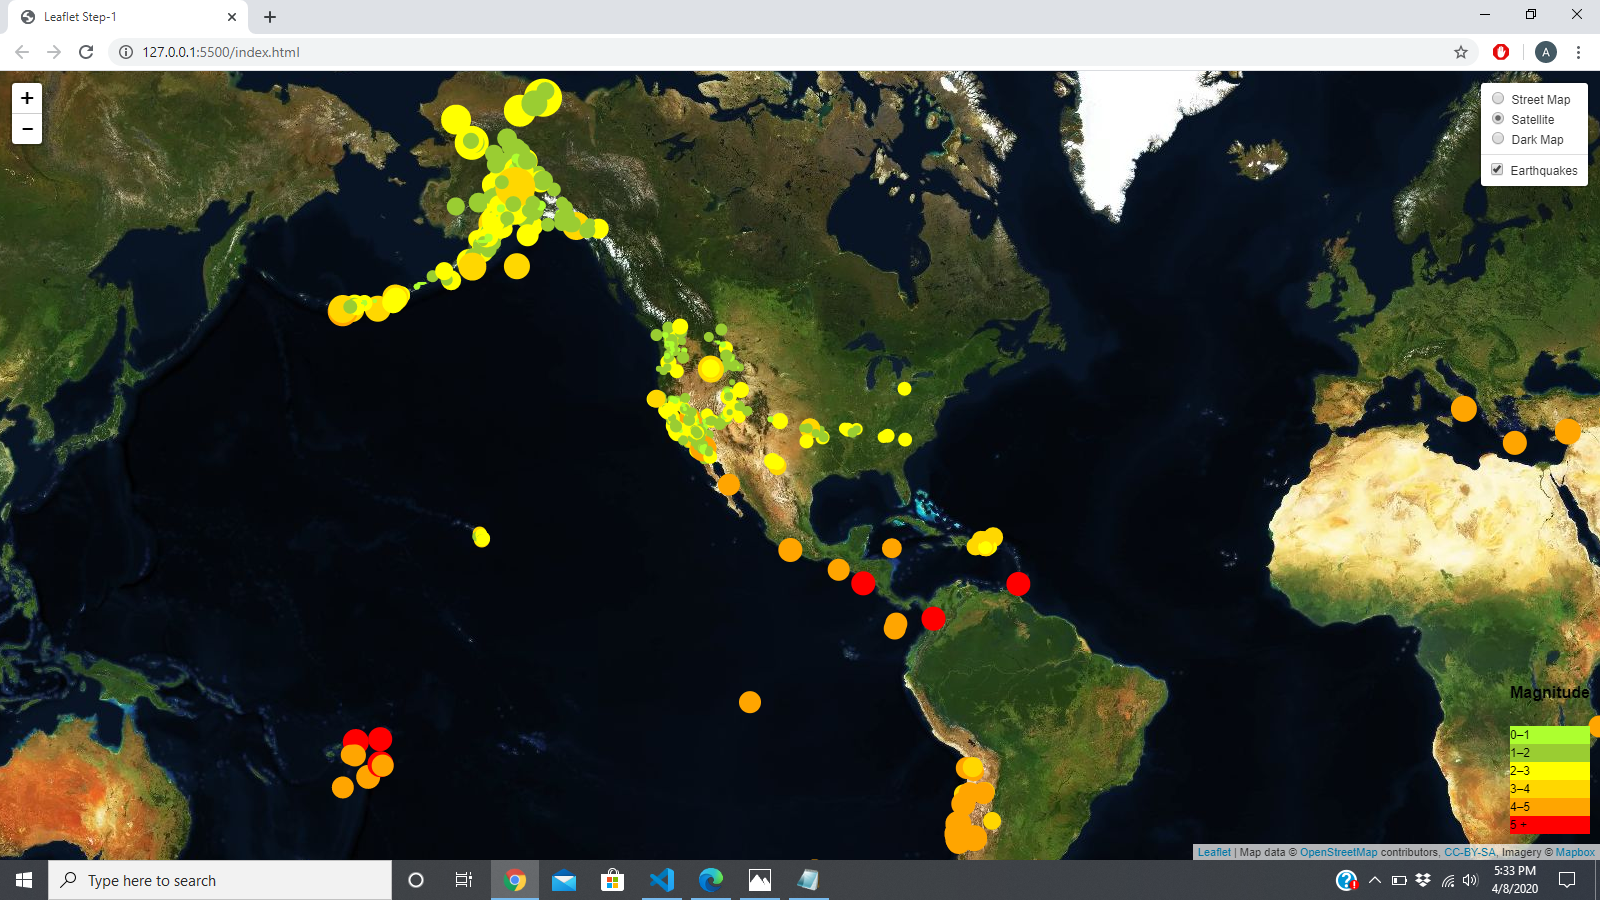 Leaflet Step-1
127.0.0.1:5500/index.html
A
+
−
Street Map
Satellite
Dark Map
Earthquakes
Magnitude
0–1
1–2
2–3
3–4
4–5
5 +
Leaflet | Map data © OpenStreetMap contributors, CC-BY-SA, Imagery © Mapbox
Type here to search
5:33 PM
4/8/2020